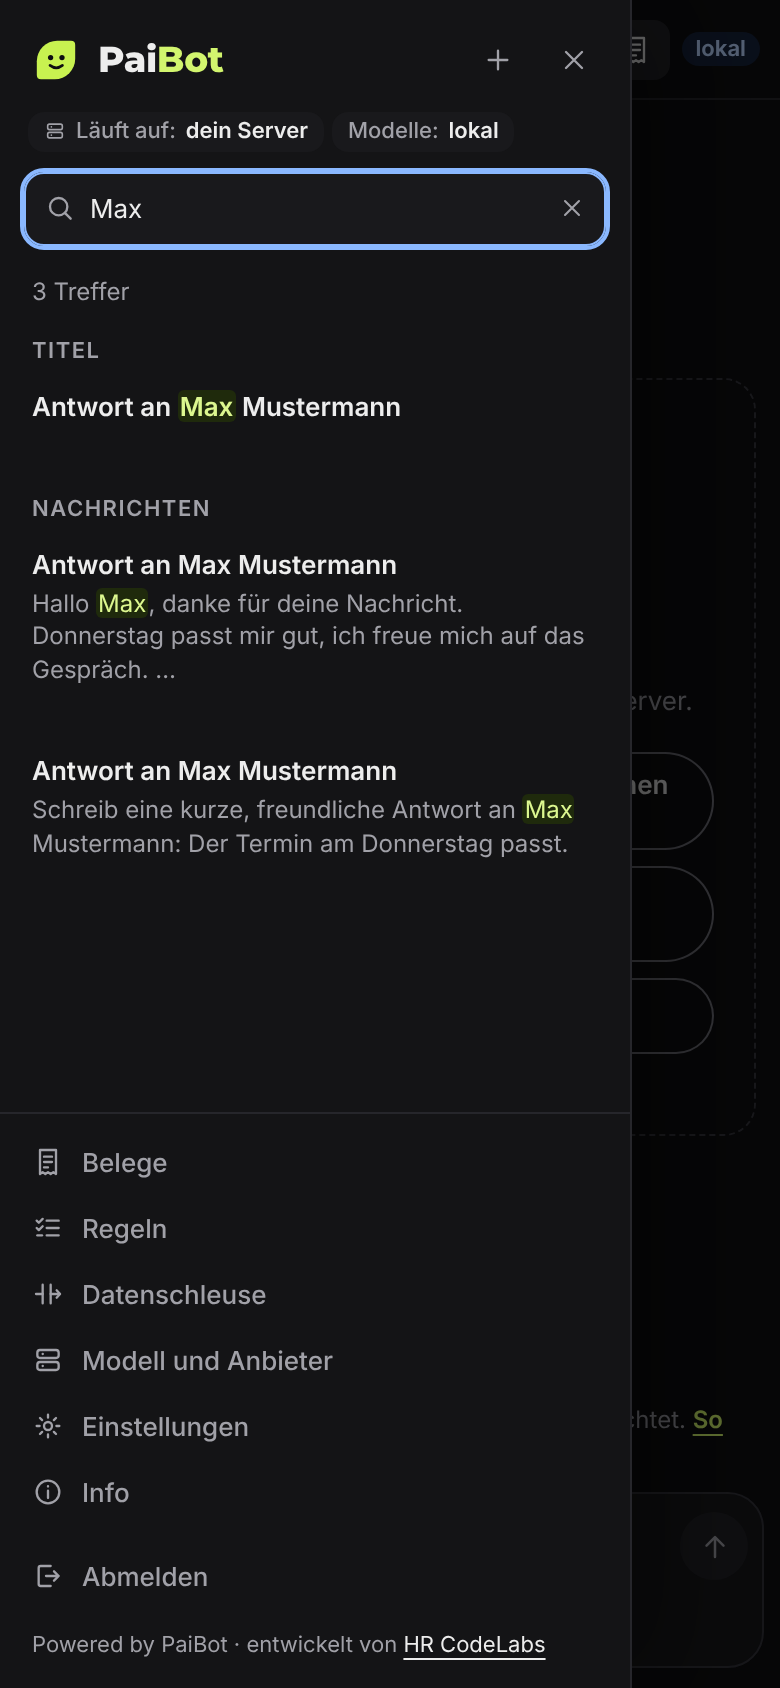 PaiBot
lokal
Läuft auf: dein Server
Modelle: lokal
Max
3 Treffer
TITEL
Antwort an Max Mustermann
NACHRICHTEN
Antwort an Max Mustermann
Hallo Max, danke für deine Nachricht.
Donnerstag passt mir gut, ich freue mich auf das
Gespräch. ...
Antwort an Max Mustermann
Schreib eine kurze, freundliche Antwort an Max
Mustermann: Der Termin am Donnerstag passt.
Belege
Regeln
Datenschleuse
Modell und Anbieter
Einstellungen
So
Info
Abmelden
Powered by PaiBot · entwickelt von HR CodeLabs